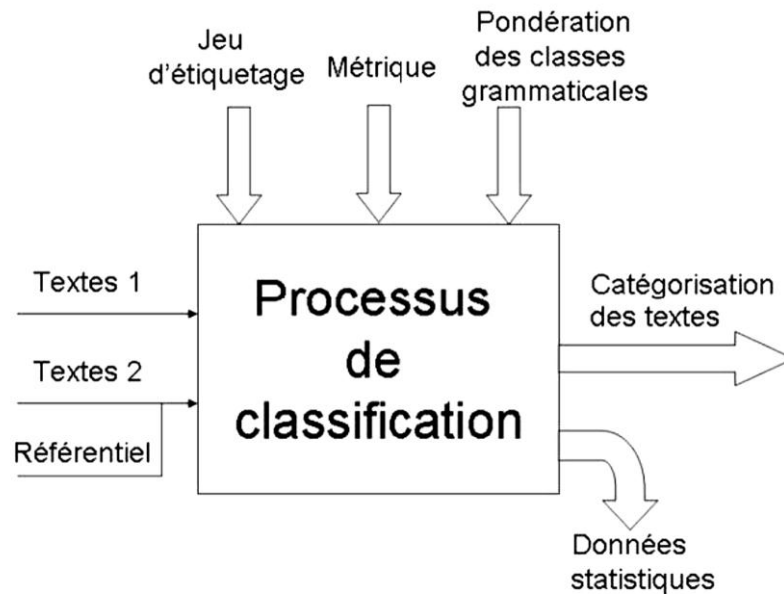 Jeu
d'étiquetage
Métrique
Pondération
des classes
grammaticales
Textes 1
Textes 2
Référentiel
Processus
de
classification
Catégorisation
des textes
Données
statistiques